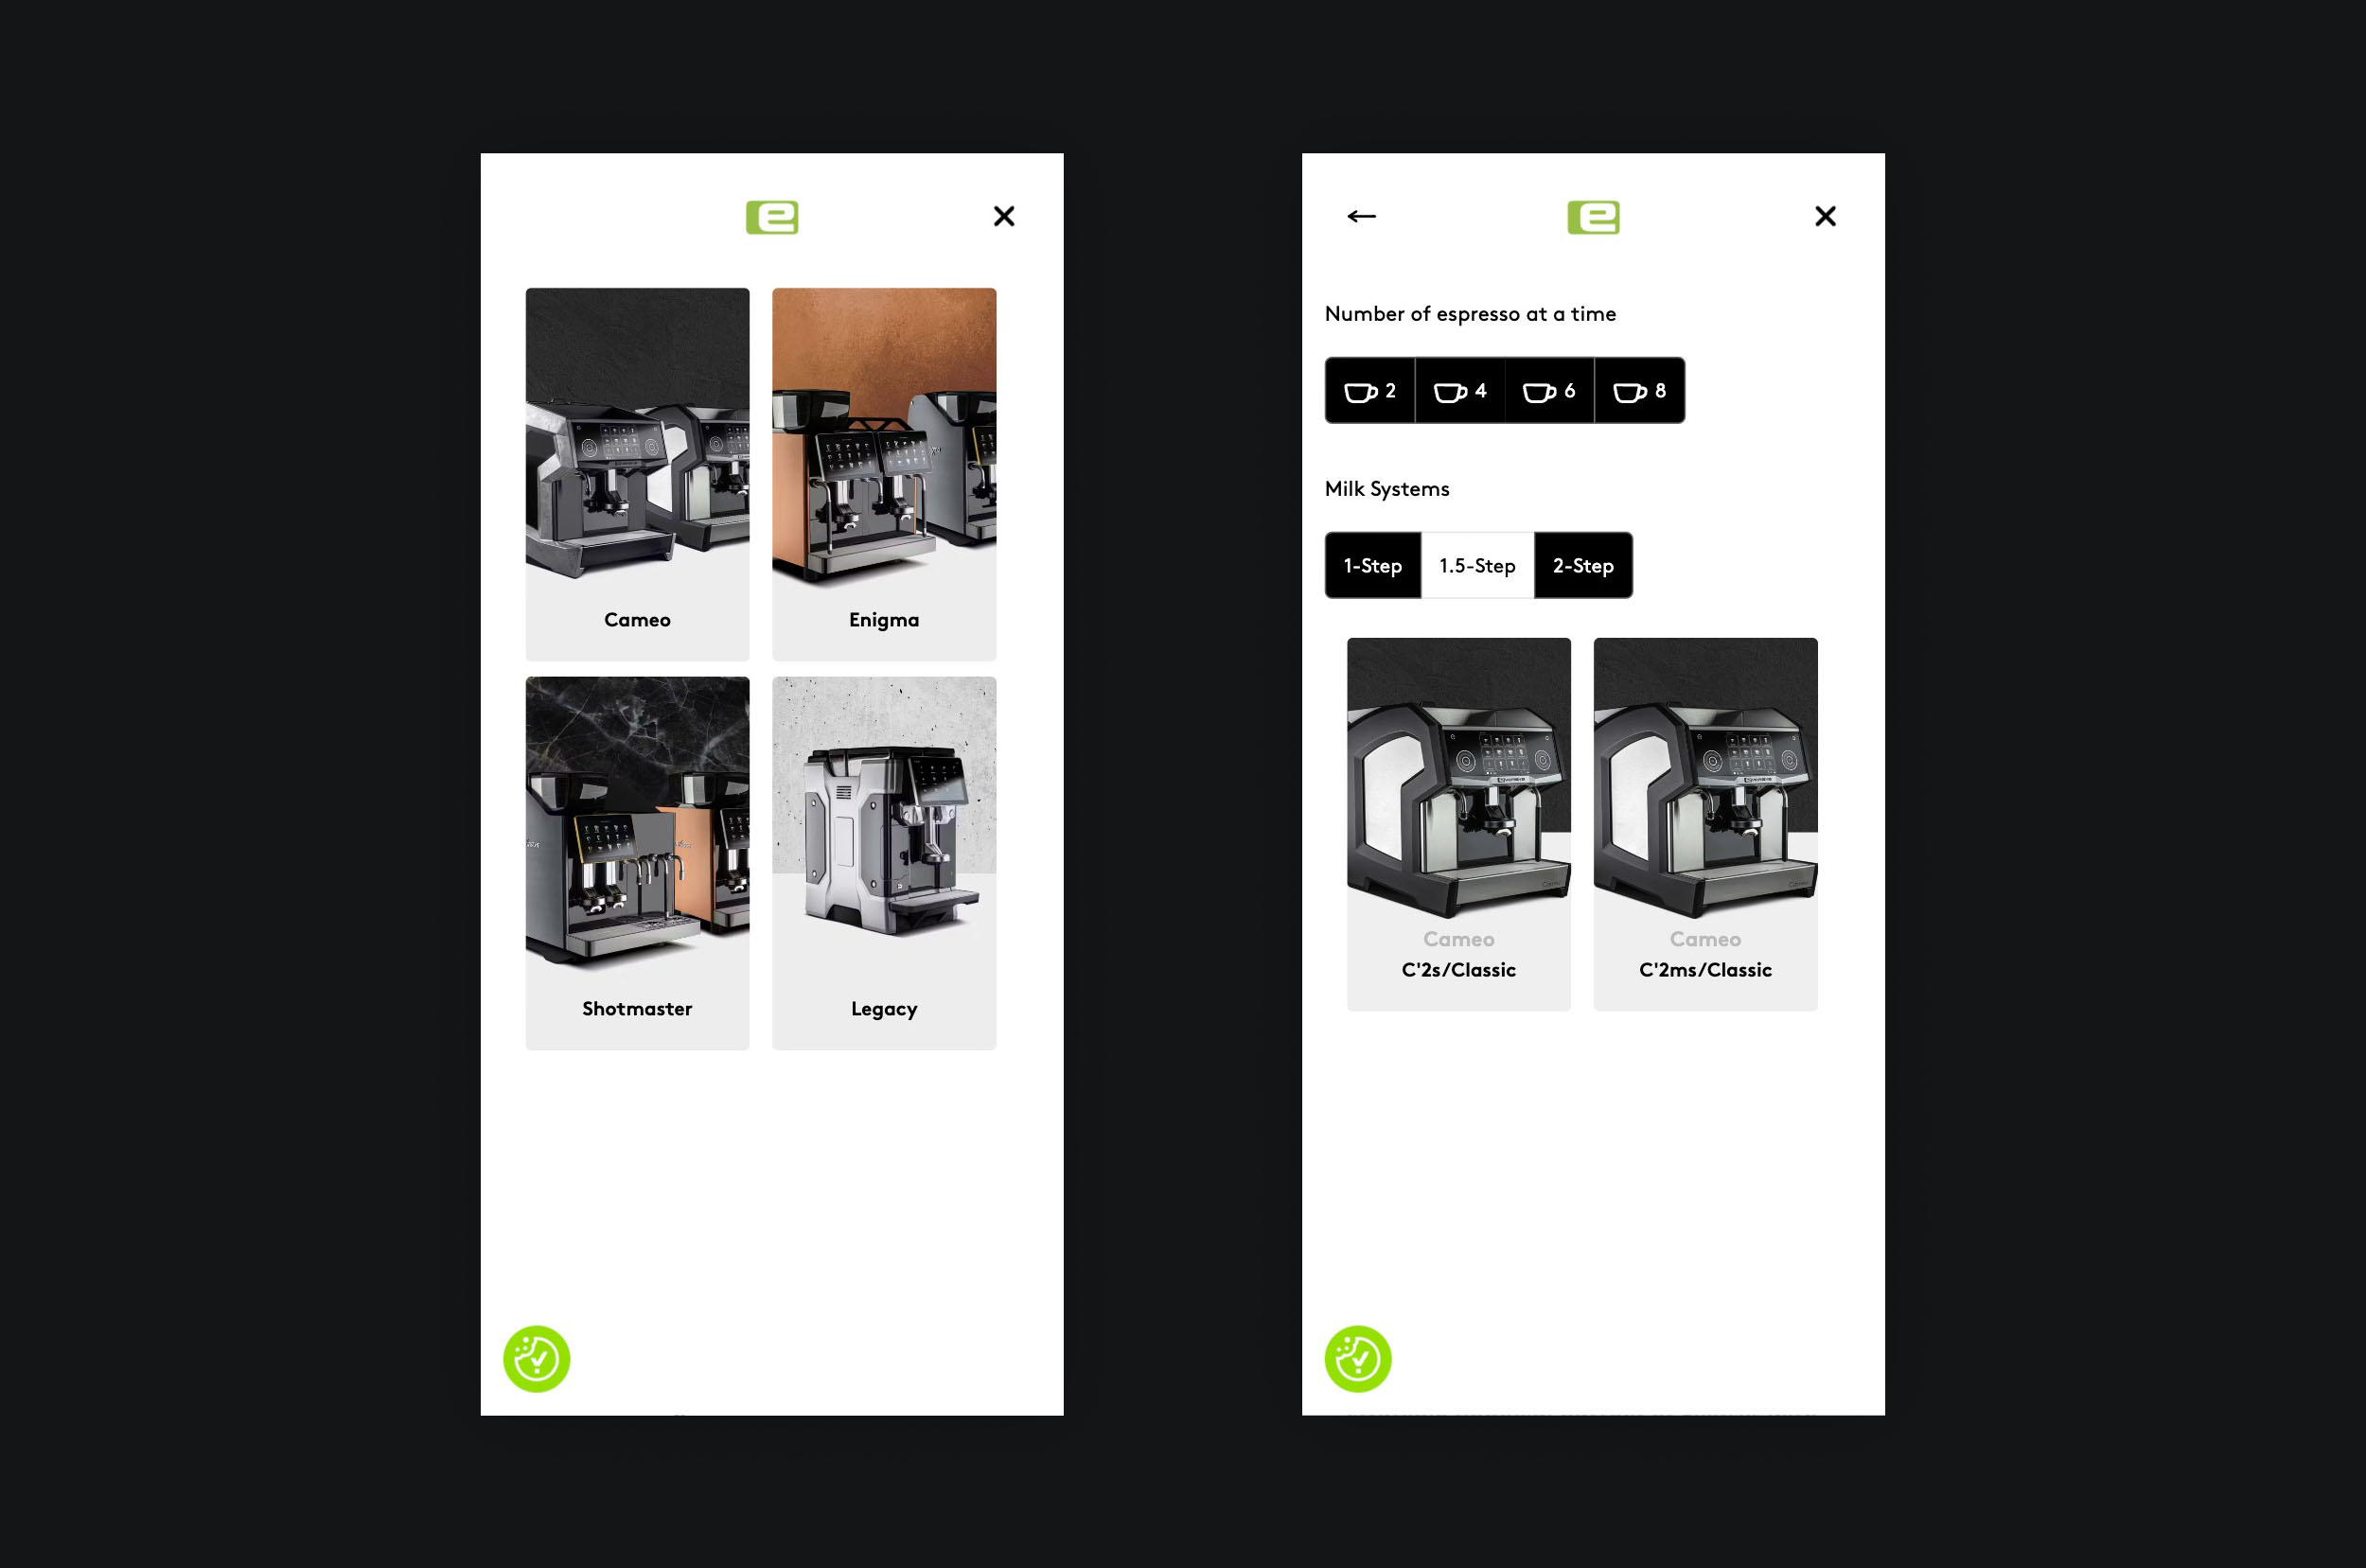 e
Cameo
Enigma
Shotmaster
Legacy
e
Number of espresso at a time
2 4 6 8
Milk Systems
1-Step 1.5-Step 2-Step
Cameo
C'2s/Classic
Cameo
C'2ms/Classic